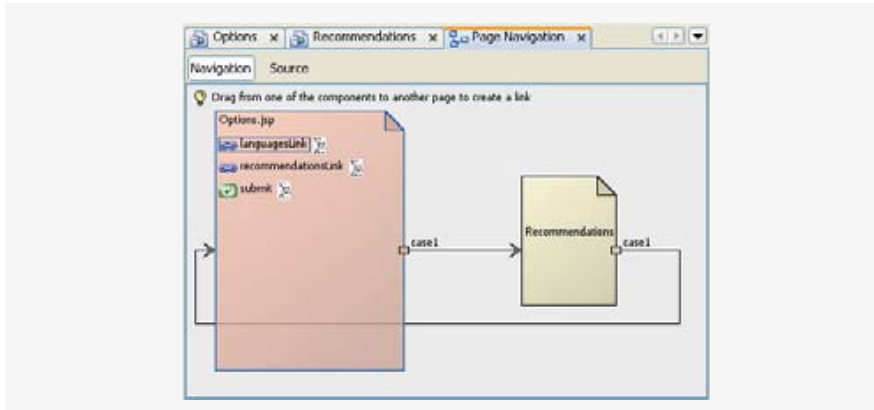 Options x Recommendations x Page Navigation x
Navigation Source
Drag from one of the components to another page to create a link
Options.jsp
languagesLink
recommendationsLink
submit
case1
Recommendations
case1